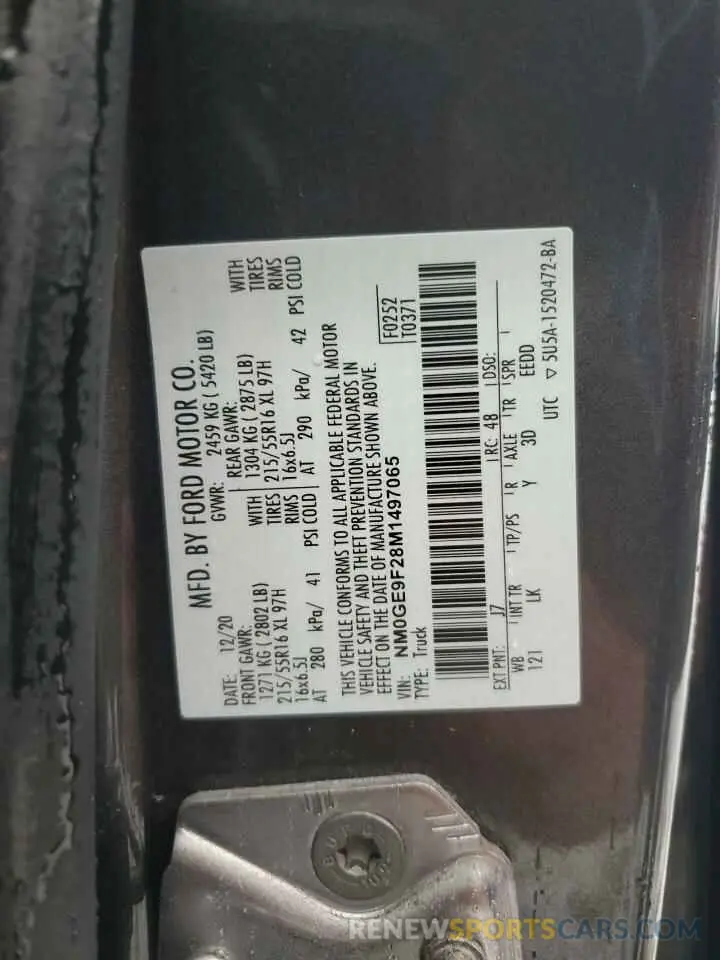 MFD. BY FORD MOTOR CO.
DATE: 12/20 GVWR: 2459 KG ( 5420 LB)
FRONT GAWR: REAR GAWR:
1271 KG ( 2802 LB) WITH 1304 KG ( 2875 LB) WITH
215/55R16 XL 97H TIRES 215/55R16 XL 97H TIRES
16x6.5J RIMS 16x6.5J RIMS
AT 280 kPa/ 41 PSI COLD AT 290 kPa/ 42 PSI COLD
THIS VEHICLE CONFORMS TO ALL APPLICABLE FEDERAL MOTOR
VEHICLE SAFETY AND THEFT PREVENTION STANDARDS IN
EFFECT ON THE DATE OF MANUFACTURE SHOWN ABOVE.
VIN: NM0GE9F28M1497065 F0252
TYPE: Truck T0371
EXT PNT: J7 RC: 48 DSO:
WB INT TR TP/PS R AXLE TR SPR
121 LK Y 3D EEDD
UTC ▽ 5U5A-1520472-BA
RENEWSPORTSCARS.COM